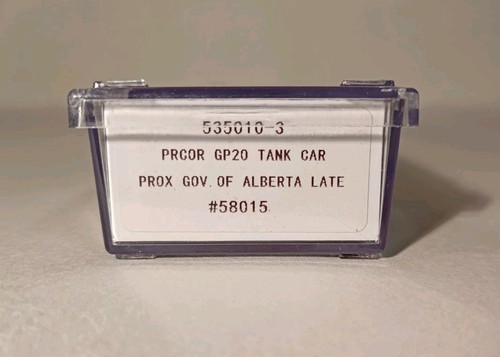 535010-3
PRCOR GP20 TANK CAR
PROX GOV. OF ALBERTA LATE
#58015